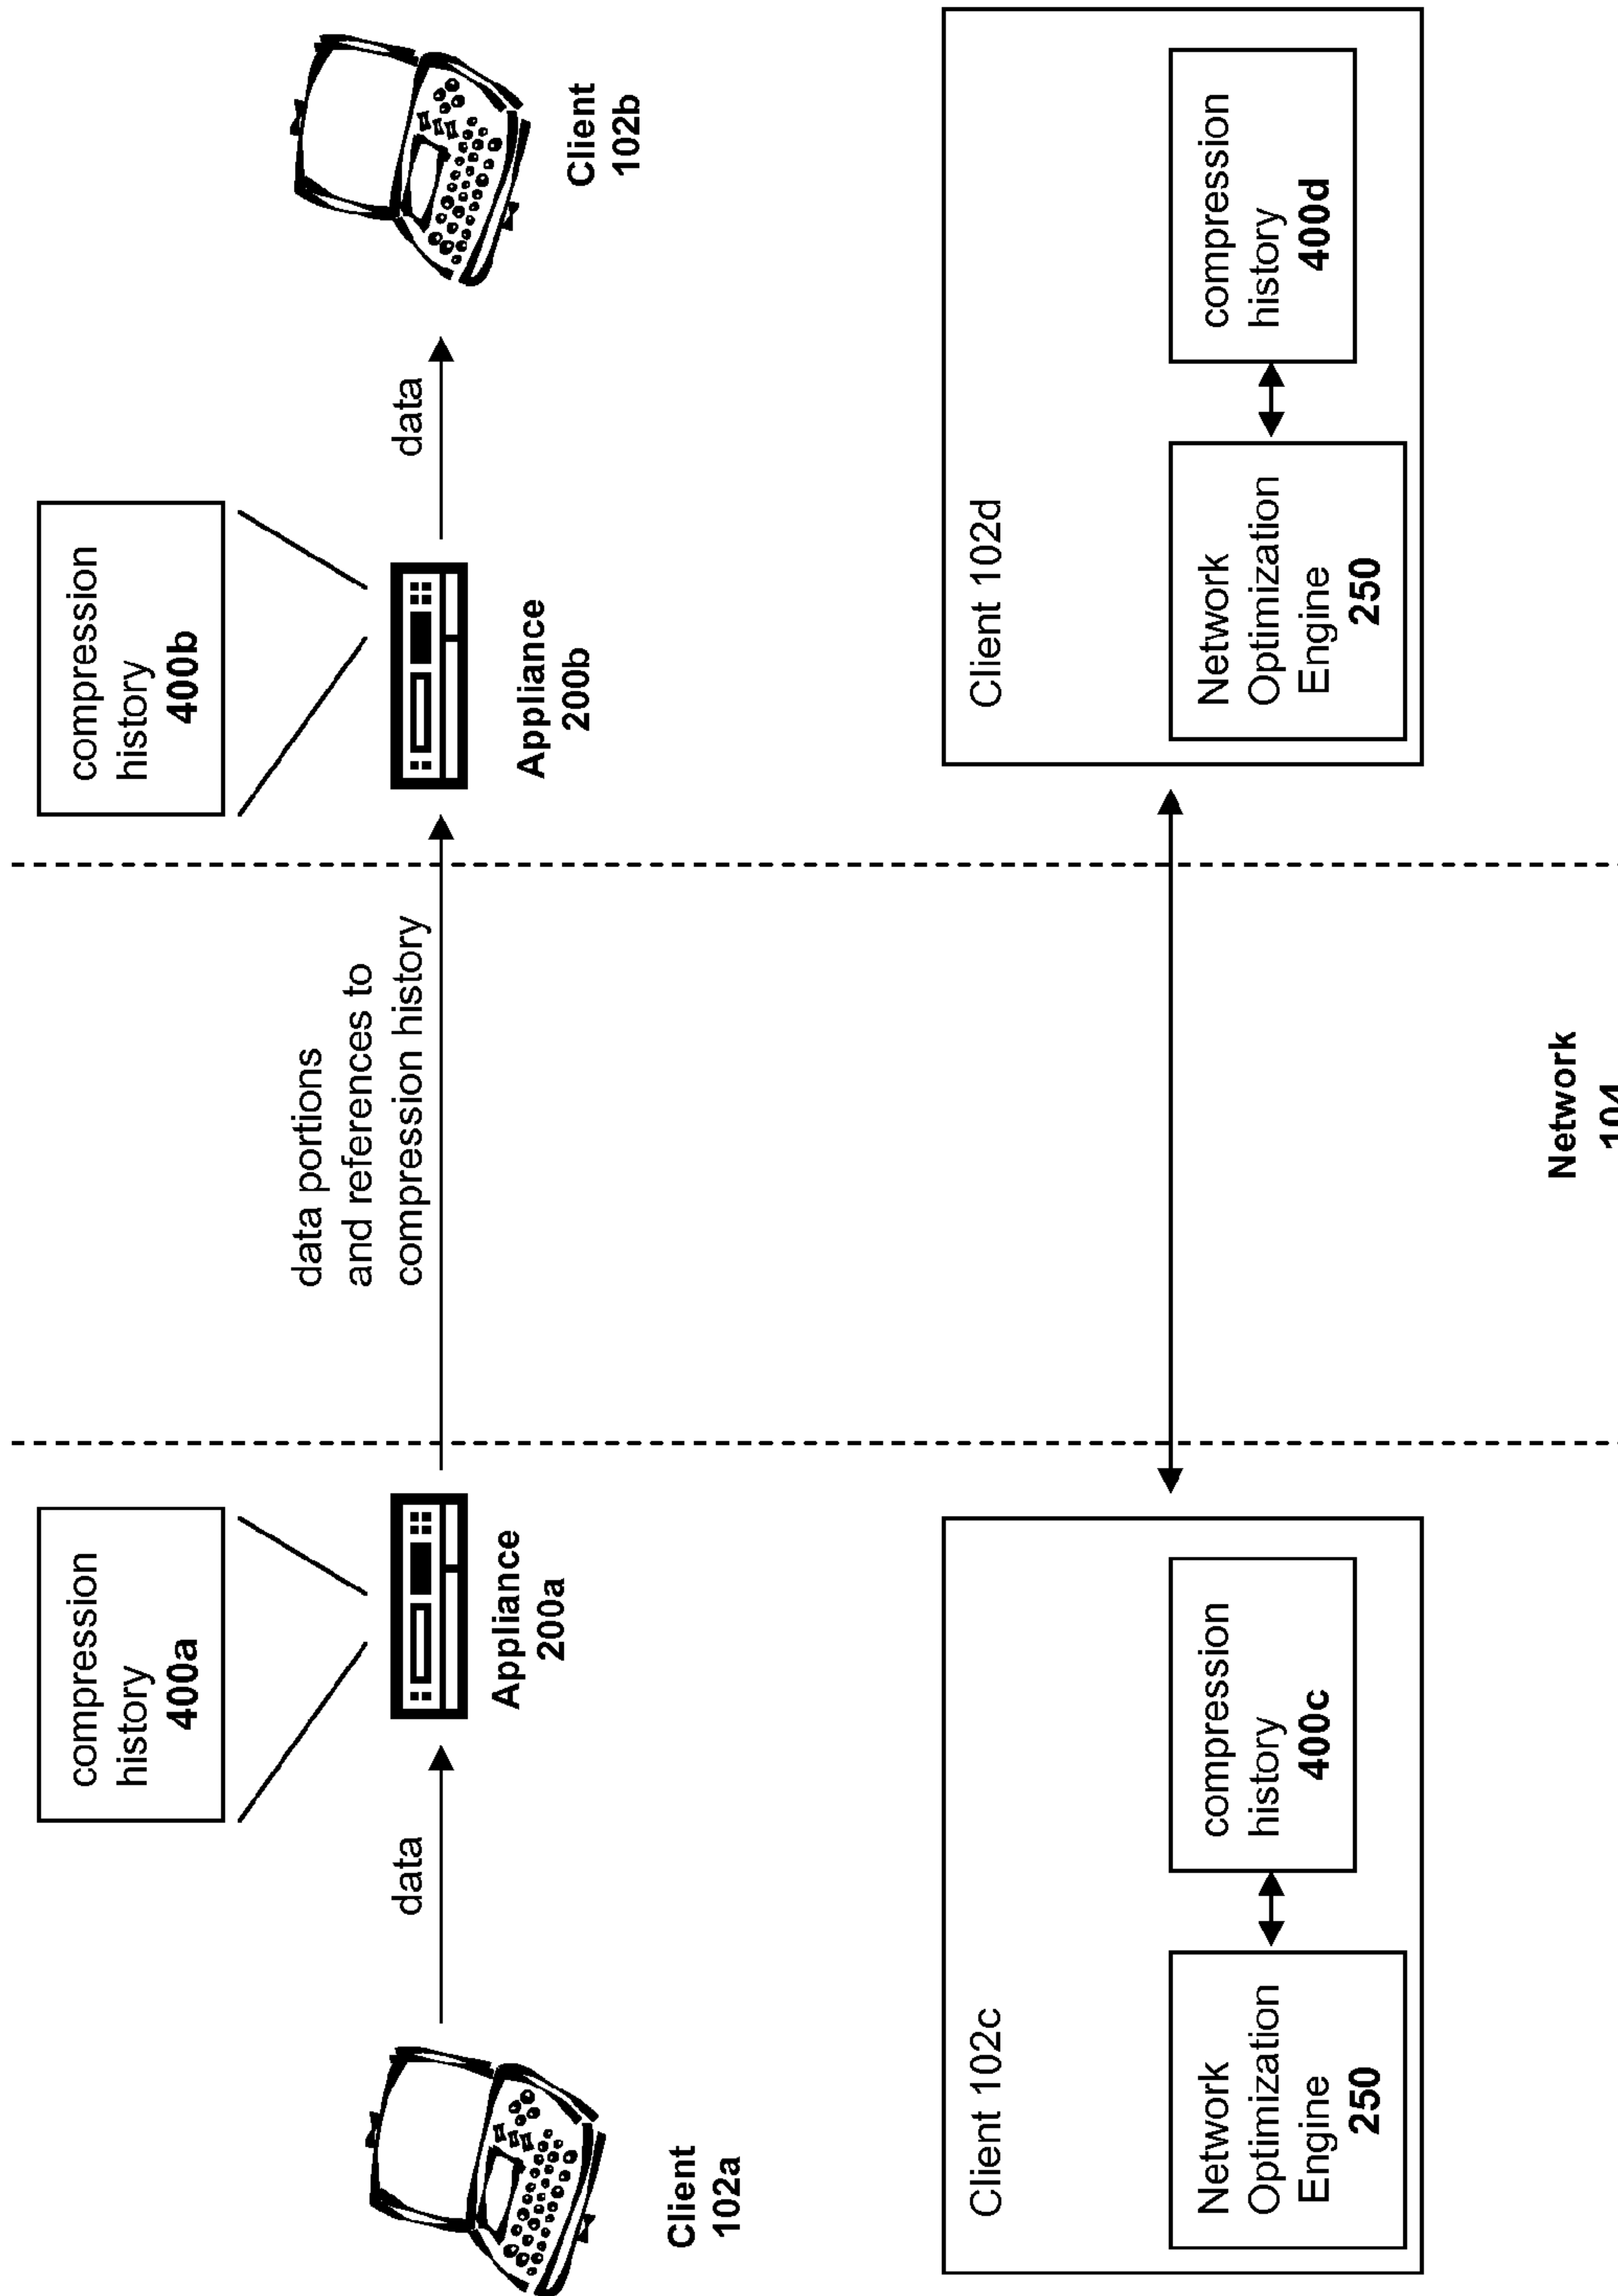 compression
history
400a
compression
history
400b
data
data portions
and references to
compression history
data
Client
102a
Appliance
200a
Appliance
200b
Client
102b
Client 102c
Network
Optimization
Engine
250
compression
history
400c
Client 102d
Network
Optimization
Engine
250
compression
history
400d
Network
104